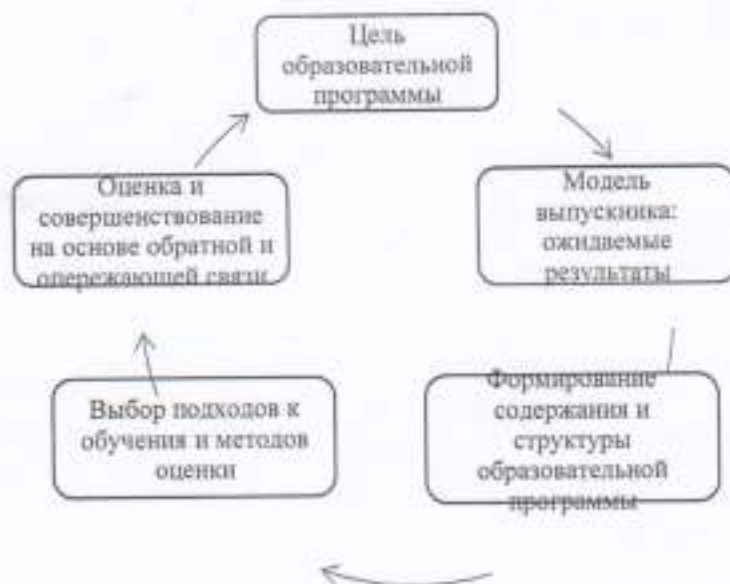 Цель
образовательной
программы
Модель
выпускника:
ожидаемые
результаты
Формирование
содержания и
структуры
образовательной
программы
Выбор подходов к
обучения и методов
оценки
Оценка и
совершенствование
на основе обратной и
опережающей связи